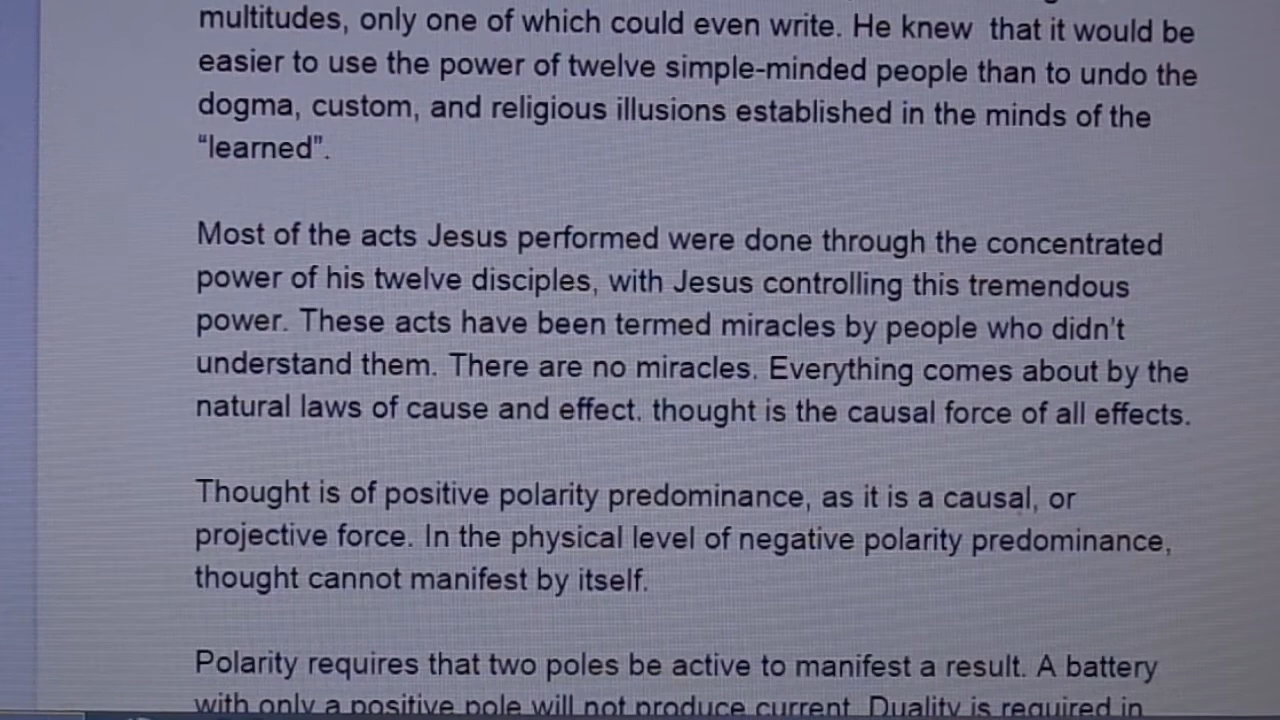 multitudes, only one of which could even write. He knew  that it would be
easier to use the power of twelve simple-minded people than to undo the
dogma, custom, and religious illusions established in the minds of the
“learned”.
Most of the acts Jesus performed were done through the concentrated
power of his twelve disciples, with Jesus controlling this tremendous
power. These acts have been termed miracles by people who didn't
understand them. There are no miracles. Everything comes about by the
natural laws of cause and effect. thought is the causal force of all effects.
Thought is of positive polarity predominance, as it is a causal, or
projective force. In the physical level of negative polarity predominance,
thought cannot manifest by itself.
Polarity requires that two poles be active to manifest a result. A battery
with only a positive pole will not produce current. Duality is required in